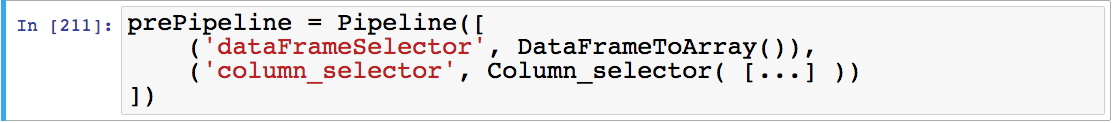 In [211]: prePipeline = Pipeline([
('dataFrameSelector', DataFrameToArray()),
('column_selector', Column_selector( [...] ))
])